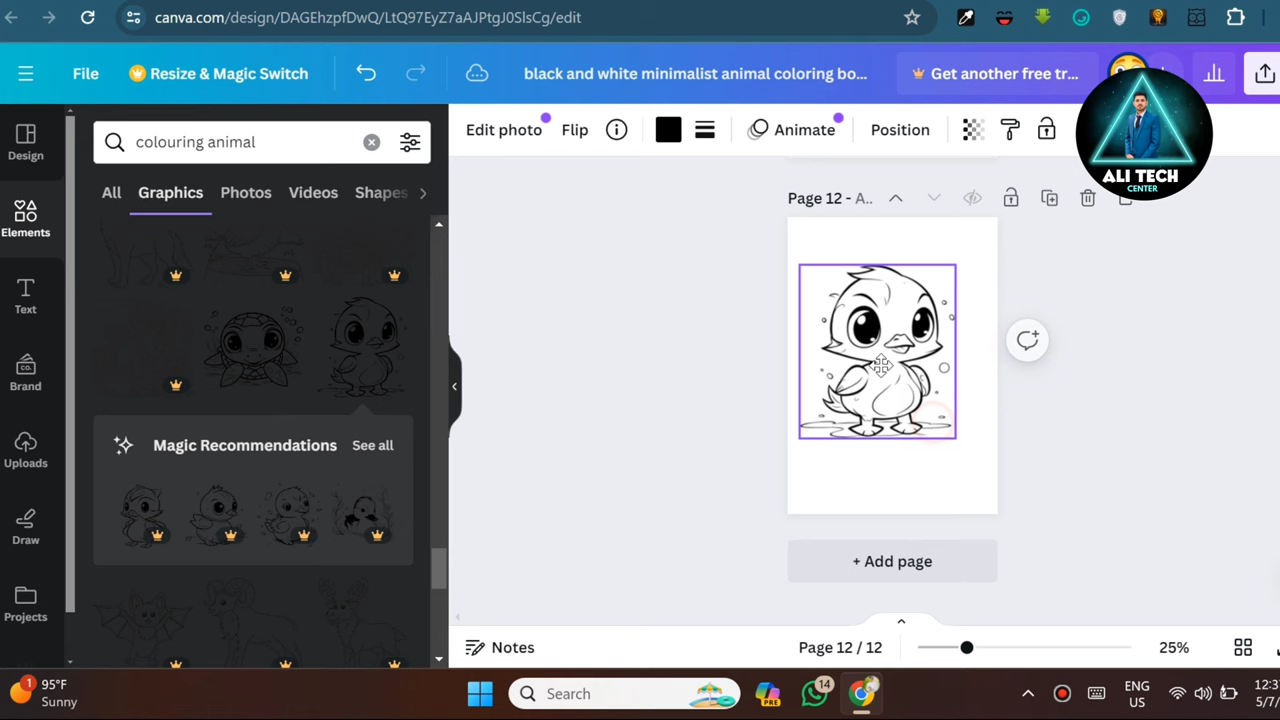 canva.com/design/DAGEhzpfDwQ/LtQ97EyZ7aAJPtgJ0SlsCg/edit
File
Resize & Magic Switch
black and white minimalist animal coloring bo...
Get another free tr...
Design
Elements
Text
Brand
Uploads
Draw
Projects
colouring animal
All Graphics Photos Videos Shapes
Magic Recommendations See all
Edit photo Flip Animate Position
ALI TECH
CENTER
Page 12 - A..
+ Add page
Notes
Page 12 / 12
25%
1
95°F
Sunny
Search
PRE
14
ENG
US
12:3
5/7/